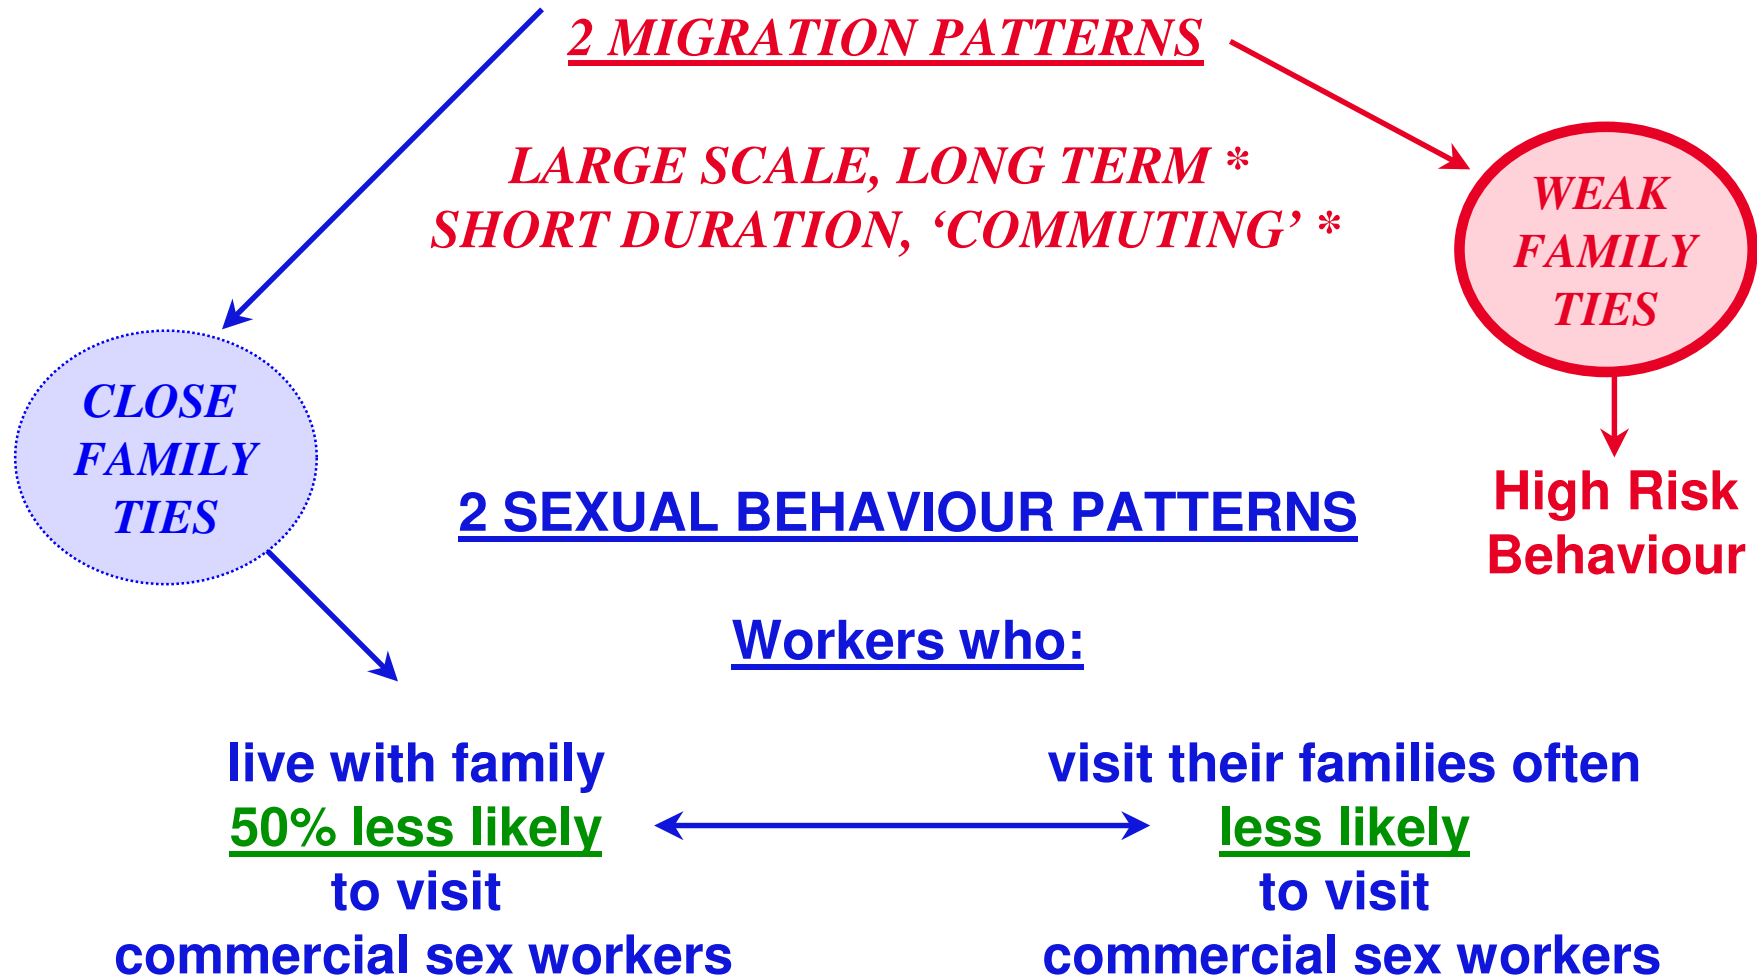 2 MIGRATION PATTERNS
LARGE SCALE, LONG TERM *
SHORT DURATION, ‘COMMUTING’ *
WEAK
FAMILY
TIES
CLOSE
FAMILY
TIES
High Risk
Behaviour
2 SEXUAL BEHAVIOUR PATTERNS
Workers who:
live with family
50% less likely
to visit
commercial sex workers
visit their families often
less likely
to visit
commercial sex workers